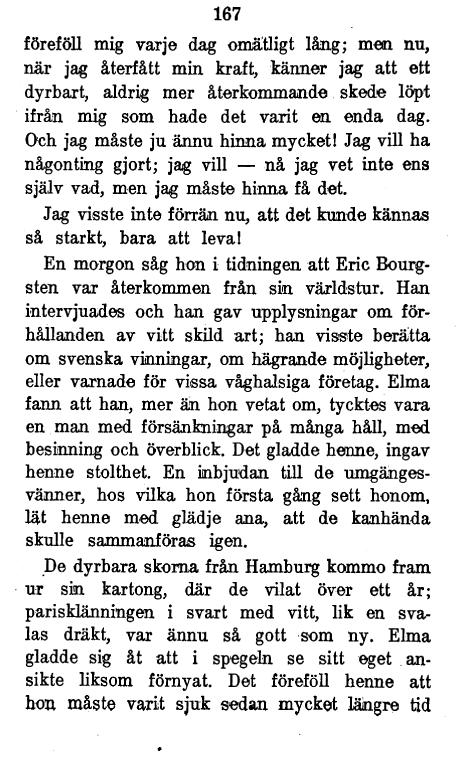 167
föreföll mig varje dag omätligt lång; men nu,
när jag återfått min kraft, känner jag att ett
dyrbart, aldrig mer återkommande skede löpt
ifrån mig som hade det varit en enda dag.
Och jag måste ju ännu hinna mycket! Jag vill ha
någonting gjort; jag vill — nå jag vet inte ens
själv vad, men jag måste hinna få det.
Jag visste inte förrän nu, att det kunde kännas
så starkt, bara att leva!
En morgon såg hon i tidningen att Eric Bourg-
sten var återkommen från sin världstur. Han
intervjuades och han gav upplysningar om för-
hållanden av vitt skild art; han visste berätta
om svenska vinningar, om hägrande möjligheter,
eller varnade för vissa våghalsiga företag. Elma
fann att han, mer än hon vetat om, tycktes vara
en man med försänkningar på många håll, med
besinning och överblick. Det gladde henne, ingav
henne stolthet. En inbjudan till de umgänges-
vänner, hos vilka hon första gång sett honom,
lät henne med glädje ana, att de kanhända
skulle sammanföras igen.
De dyrbara skorna från Hamburg kommo fram
ur sin kartong, där de vilat över ett år;
parisklänningen i svart med vitt, lik en sva-
las dräkt, var ännu så gott som ny. Elma
gladde sig åt att i spegeln se sitt eget an-
sikte liksom förnyat. Det föreföll henne att
hon måste varit sjuk sedan mycket längre tid